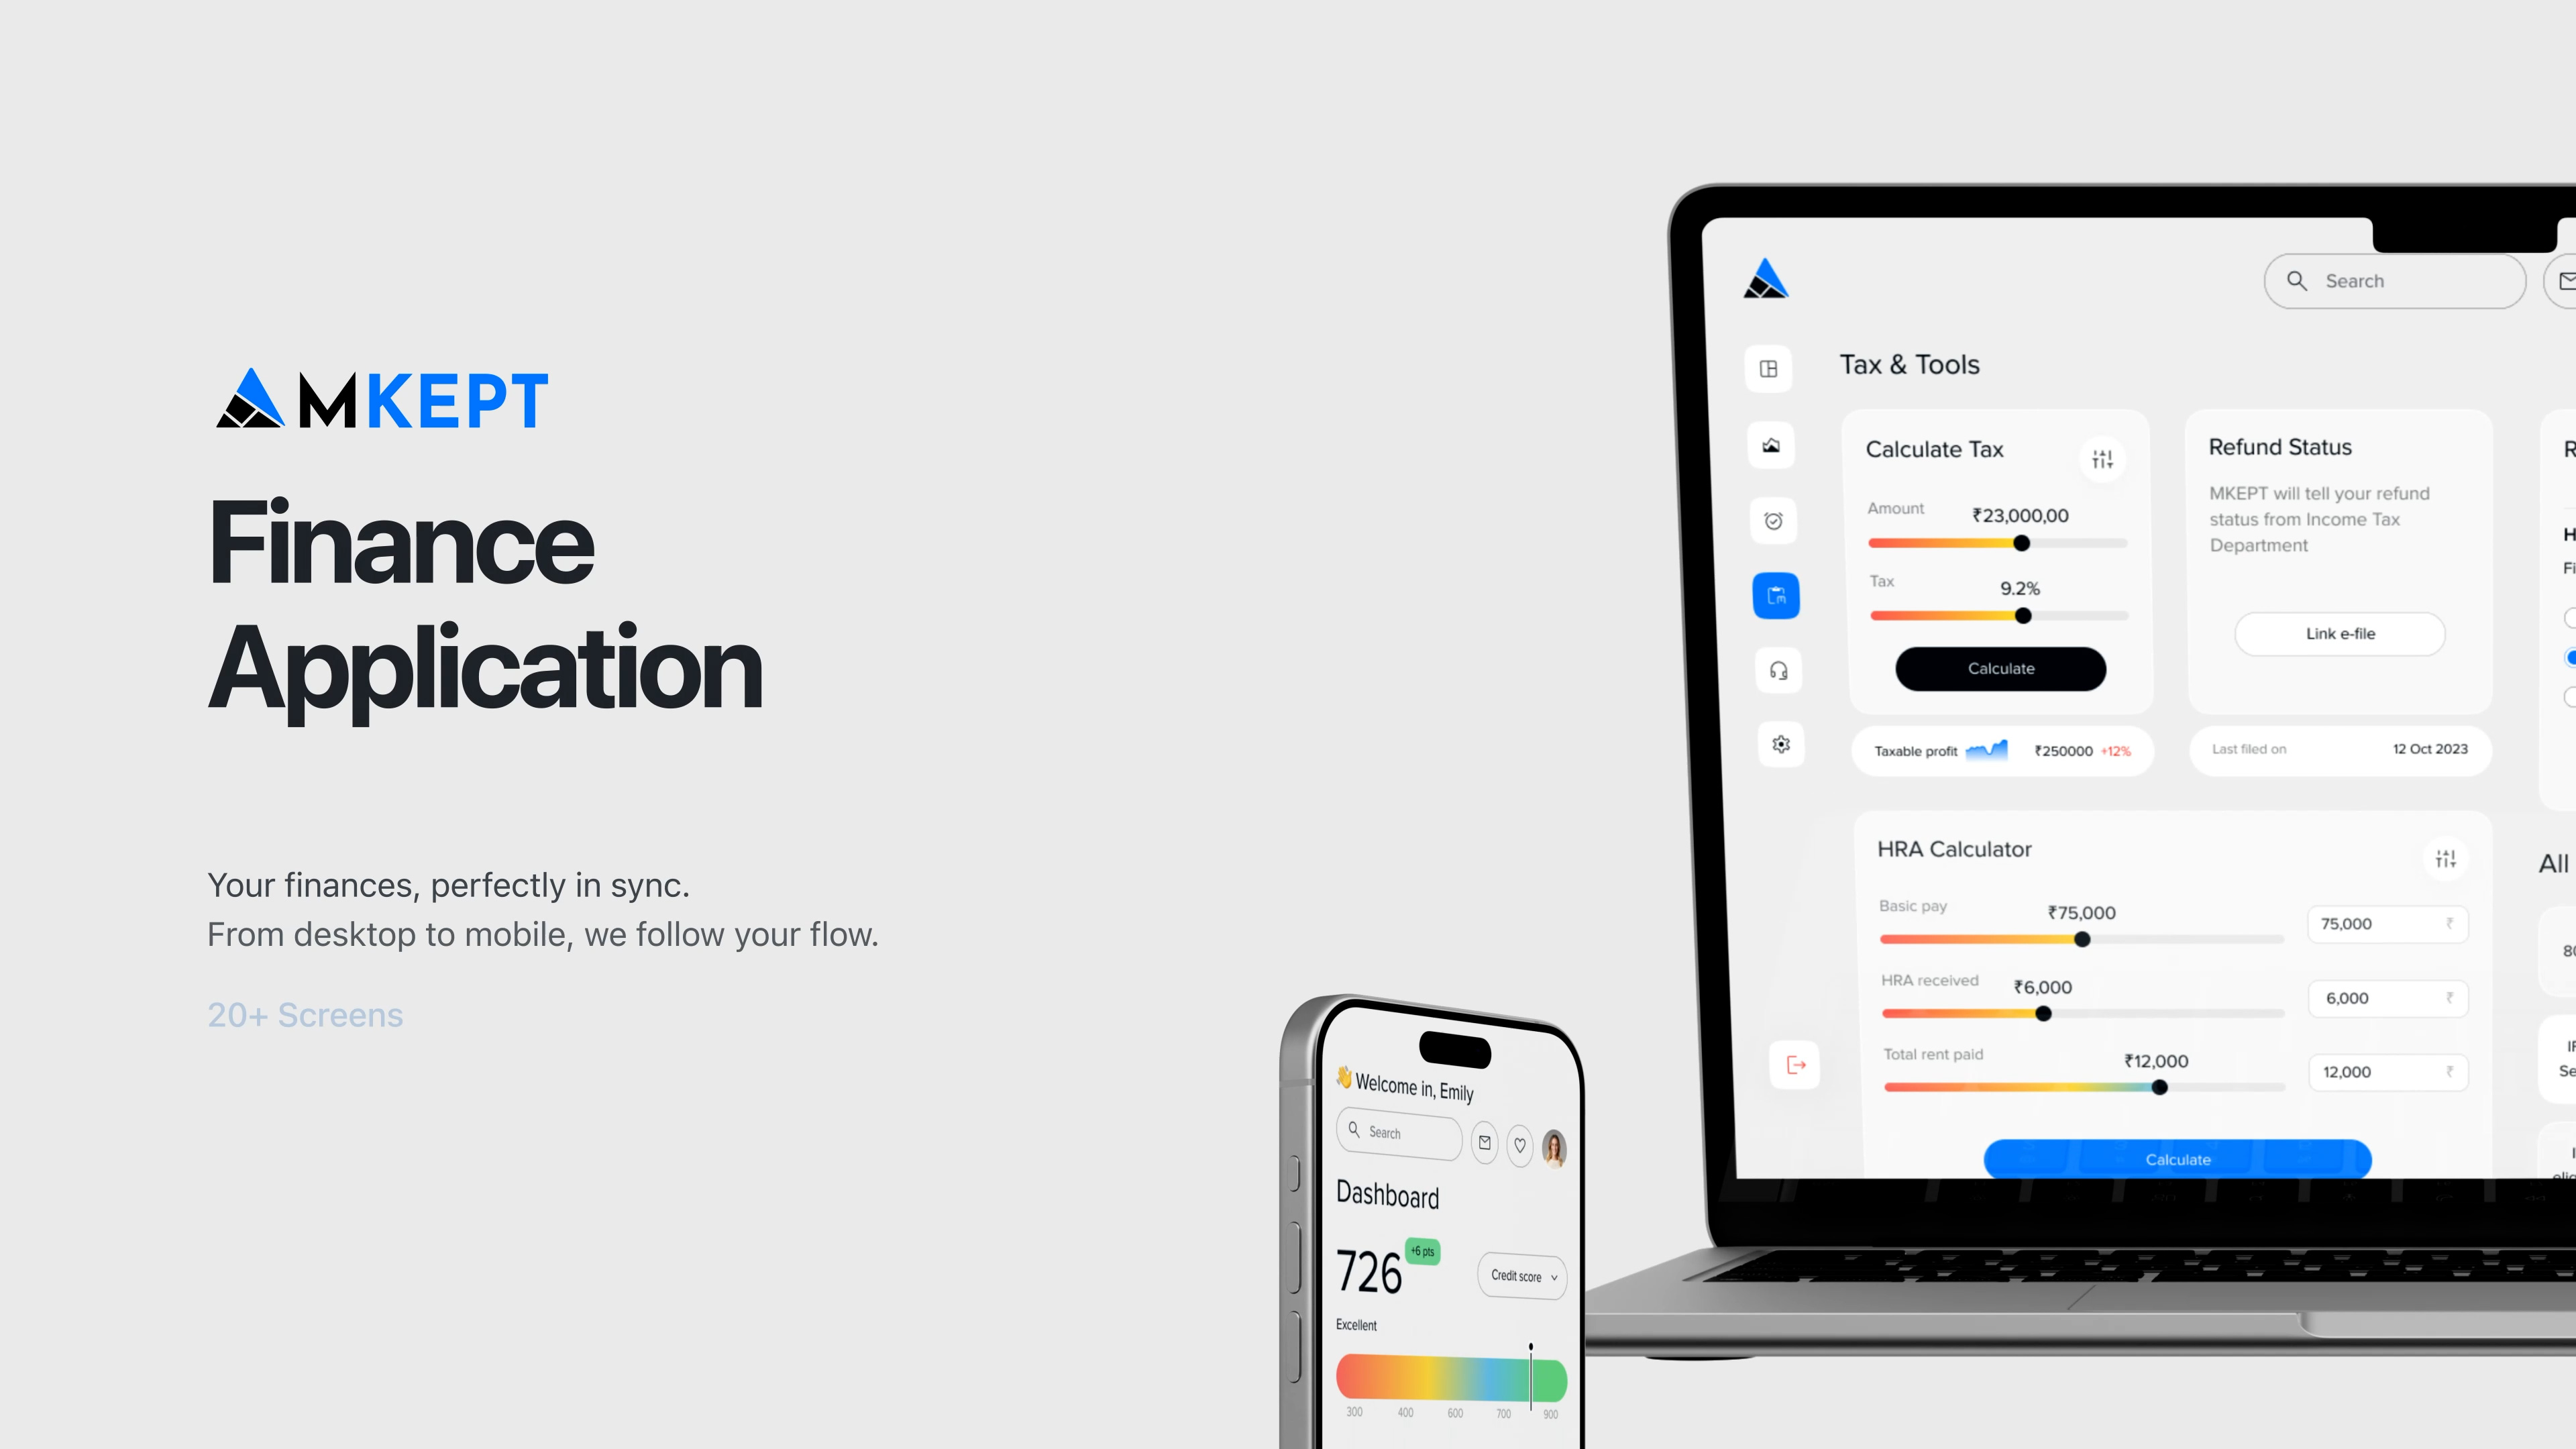 MKEPT
Finance
Application
Your finances, perfectly in sync.
From desktop to mobile, we follow your flow.
20+ Screens
👋 Welcome in, Emily
Search
Dashboard
726
+6 pts
Credit score
Excellent
300 400 600 700 900
Search
Tax & Tools
Calculate Tax
Amount
₹23,000,00
Tax
9.2%
Calculate
Taxable profit
₹250000 +12%
Refund Status
MKEPT will tell your refund
status from Income Tax
Department
Link e-file
Last filed on
12 Oct 2023
HRA Calculator
Basic pay
₹75,000
75,000 ₹
HRA received
₹6,000
6,000 ₹
Total rent paid
₹12,000
12,000 ₹
Calculate
All